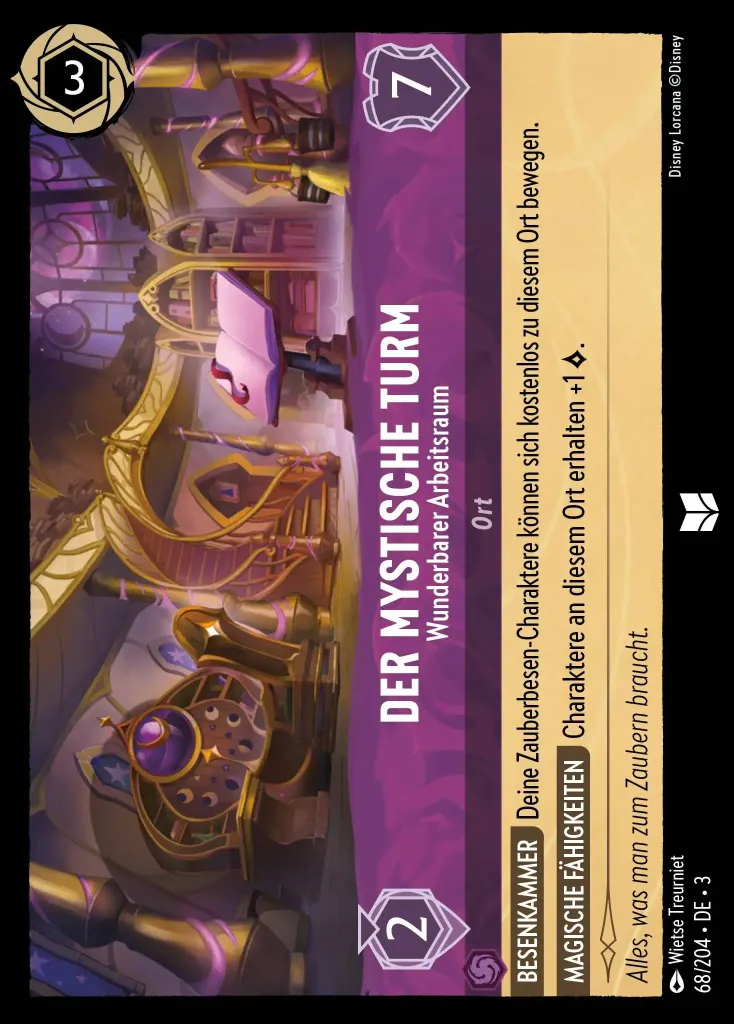 3
DER MYSTISCHE TURM
7
Wunderbarer Arbeitsraum
2
Ort
BESENKAMMER Deine Zauberbesen-Charaktere können sich kostenlos zu diesem Ort bewegen.
MAGISCHE FÄHIGKEITEN Charaktere an diesem Ort erhalten +1 .
Alles, was man zum Zaubern braucht.
Wietse Treurniet
68/204 • DE • 3
Disney Lorcana ©Disney